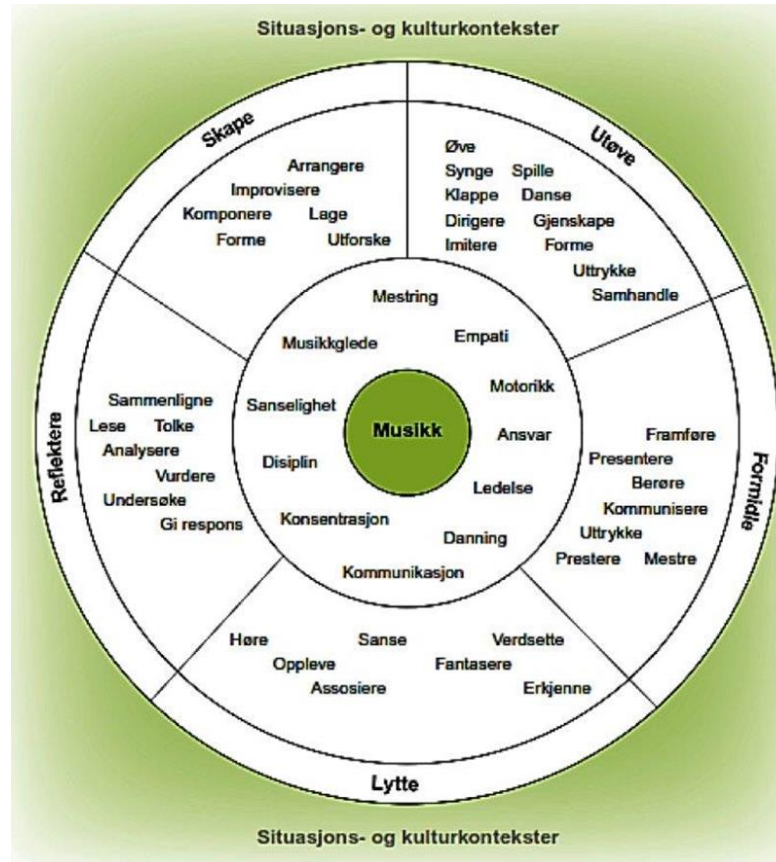 Situasjons- og kulturkontekster
Skape
Arrangere
Improvisere
Komponere Lage
Forme Utforske
Utøve
Øve
Synge Spille
Klappe Danse
Dirigere Gjenskape
Imitere Forme
Uttrykke
Samhandle
Formidle
Framføre
Presentere
Berøre
Kommunisere
Uttrykke
Prestere Mestre
Lytte
Høre Sanse Verdsette
Oppleve Fantasere
Assosiere Erkjenne
Reflektere
Sammenligne
Lese Tolke
Analysere
Vurdere
Undersøke
Gi respons
Mestring
Musikkglede Empati
Motorikk
Sanselighet
Musikk
Ansvar
Disiplin
Ledelse
Konsentrasjon
Danning
Kommunikasjon
Situasjons- og kulturkontekster